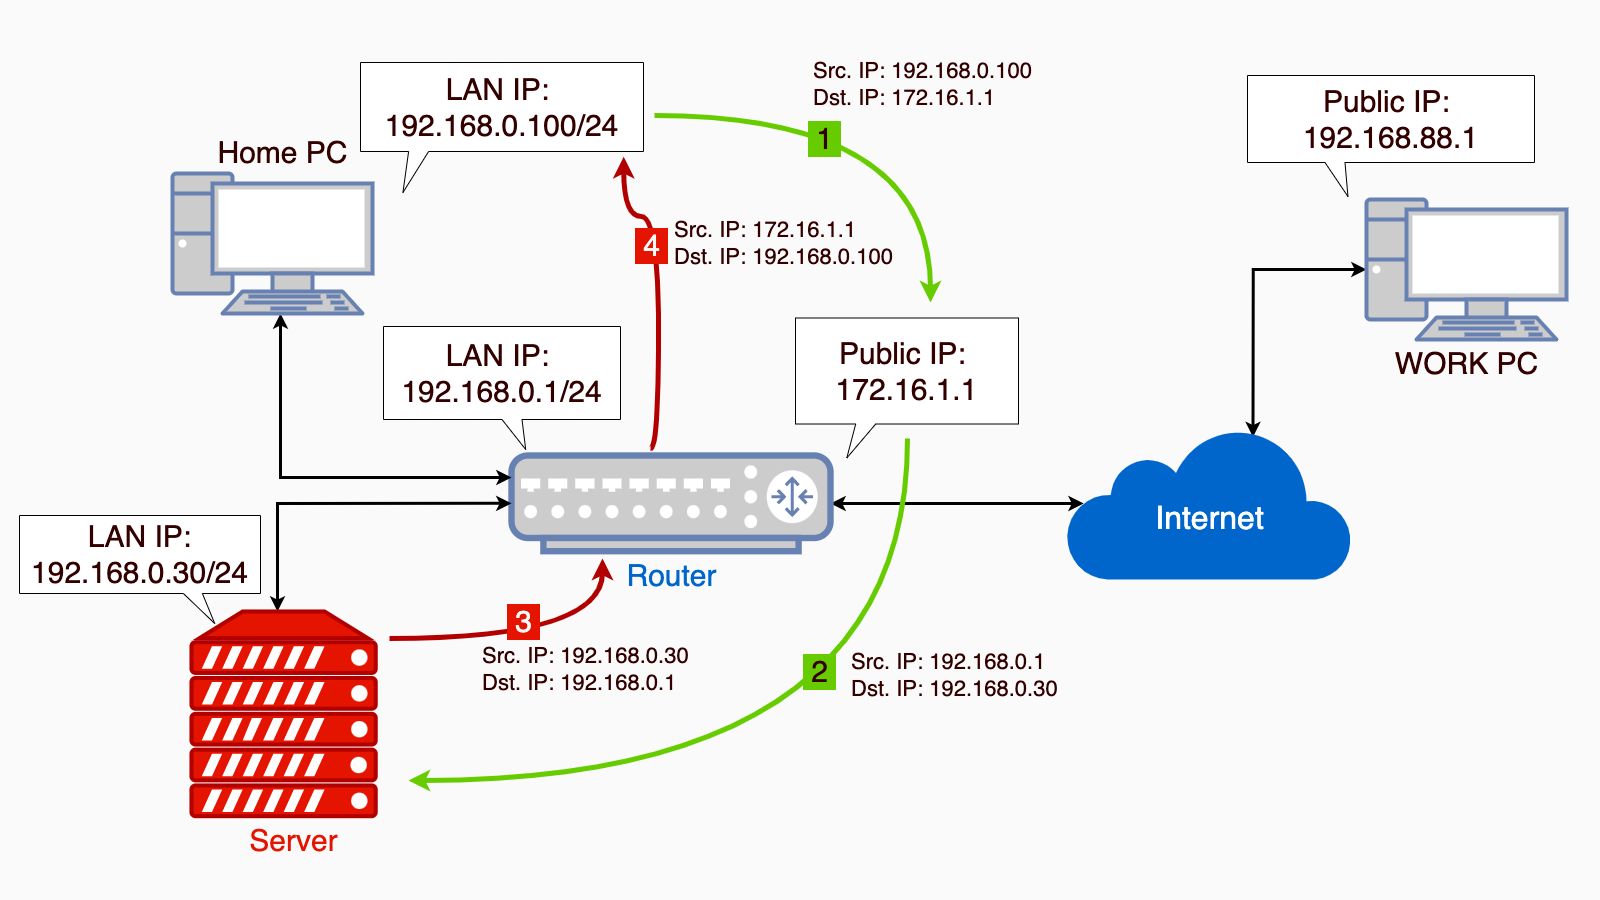 Src. IP: 192.168.0.100
Dst. IP: 172.16.1.1
LAN IP:
192.168.0.100/24
Public IP:
192.168.88.1
Home PC
1
Src. IP: 172.16.1.1
Dst. IP: 192.168.0.100
4
LAN IP:
192.168.0.1/24
Public IP:
172.16.1.1
WORK PC
Internet
LAN IP:
192.168.0.30/24
Router
3
Src. IP: 192.168.0.30
Dst. IP: 192.168.0.1
2
Src. IP: 192.168.0.1
Dst. IP: 192.168.0.30
Server